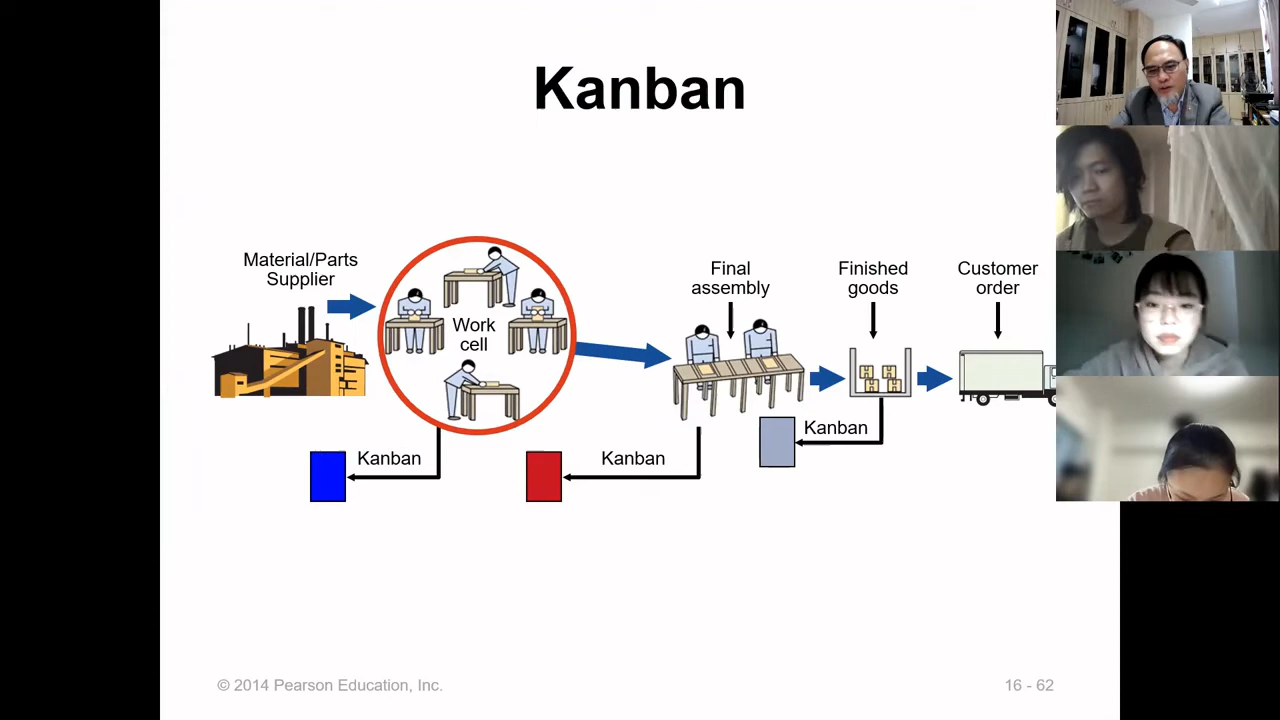 Kanban
Material/Parts
Supplier
Work
cell
Final
assembly
Finished
goods
Customer
order
Kanban
Kanban
Kanban
© 2014 Pearson Education, Inc.
16 - 62